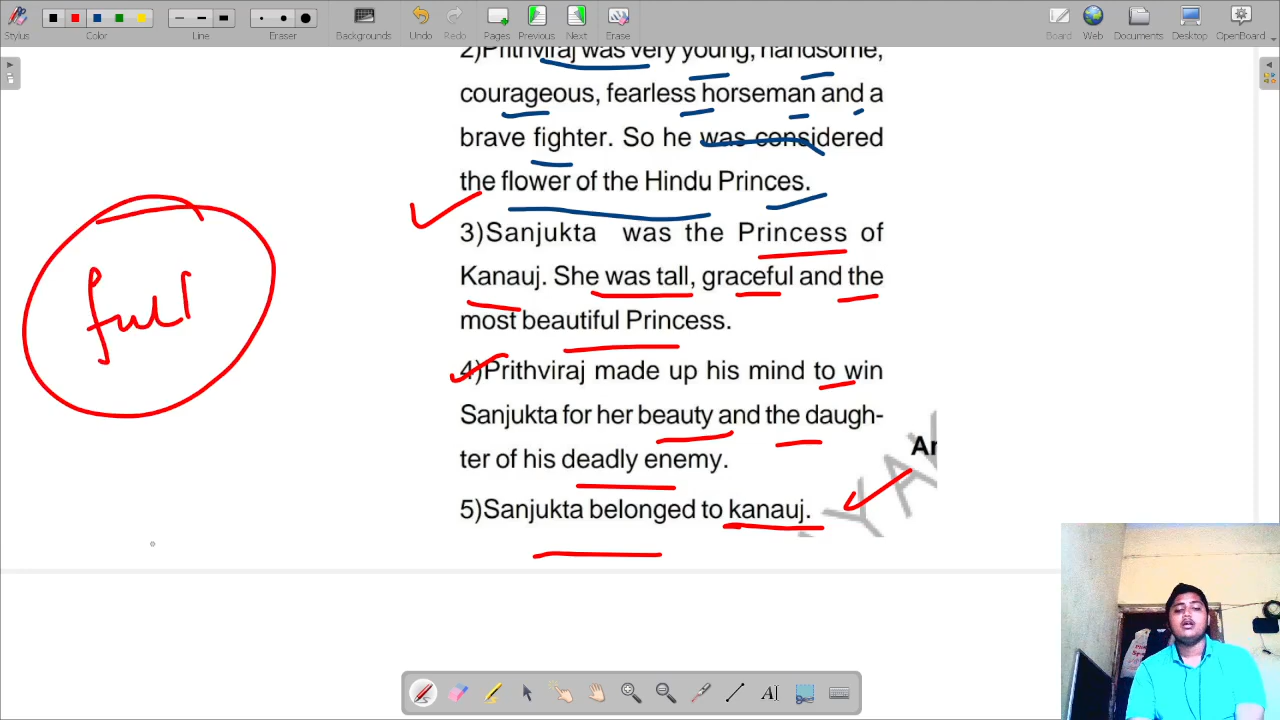 Stylus
Color
Line
Eraser
Backgrounds
Undo
Redo
Pages
Previous
Next
Erase
Board
Web
Documents
Desktop
OpenBoard
2)Prithviraj was very young, handsome,
courageous, fearless horseman and a
brave fighter. So he was considered
the flower of the Hindu Princes.
3)Sanjukta was the Princess of
Kanauj. She was tall, graceful and the
most beautiful Princess.
full
4)Prithviraj made up his mind to win
Sanjukta for her beauty and the daugh-
ter of his deadly enemy.
5)Sanjukta belonged to kanauj.